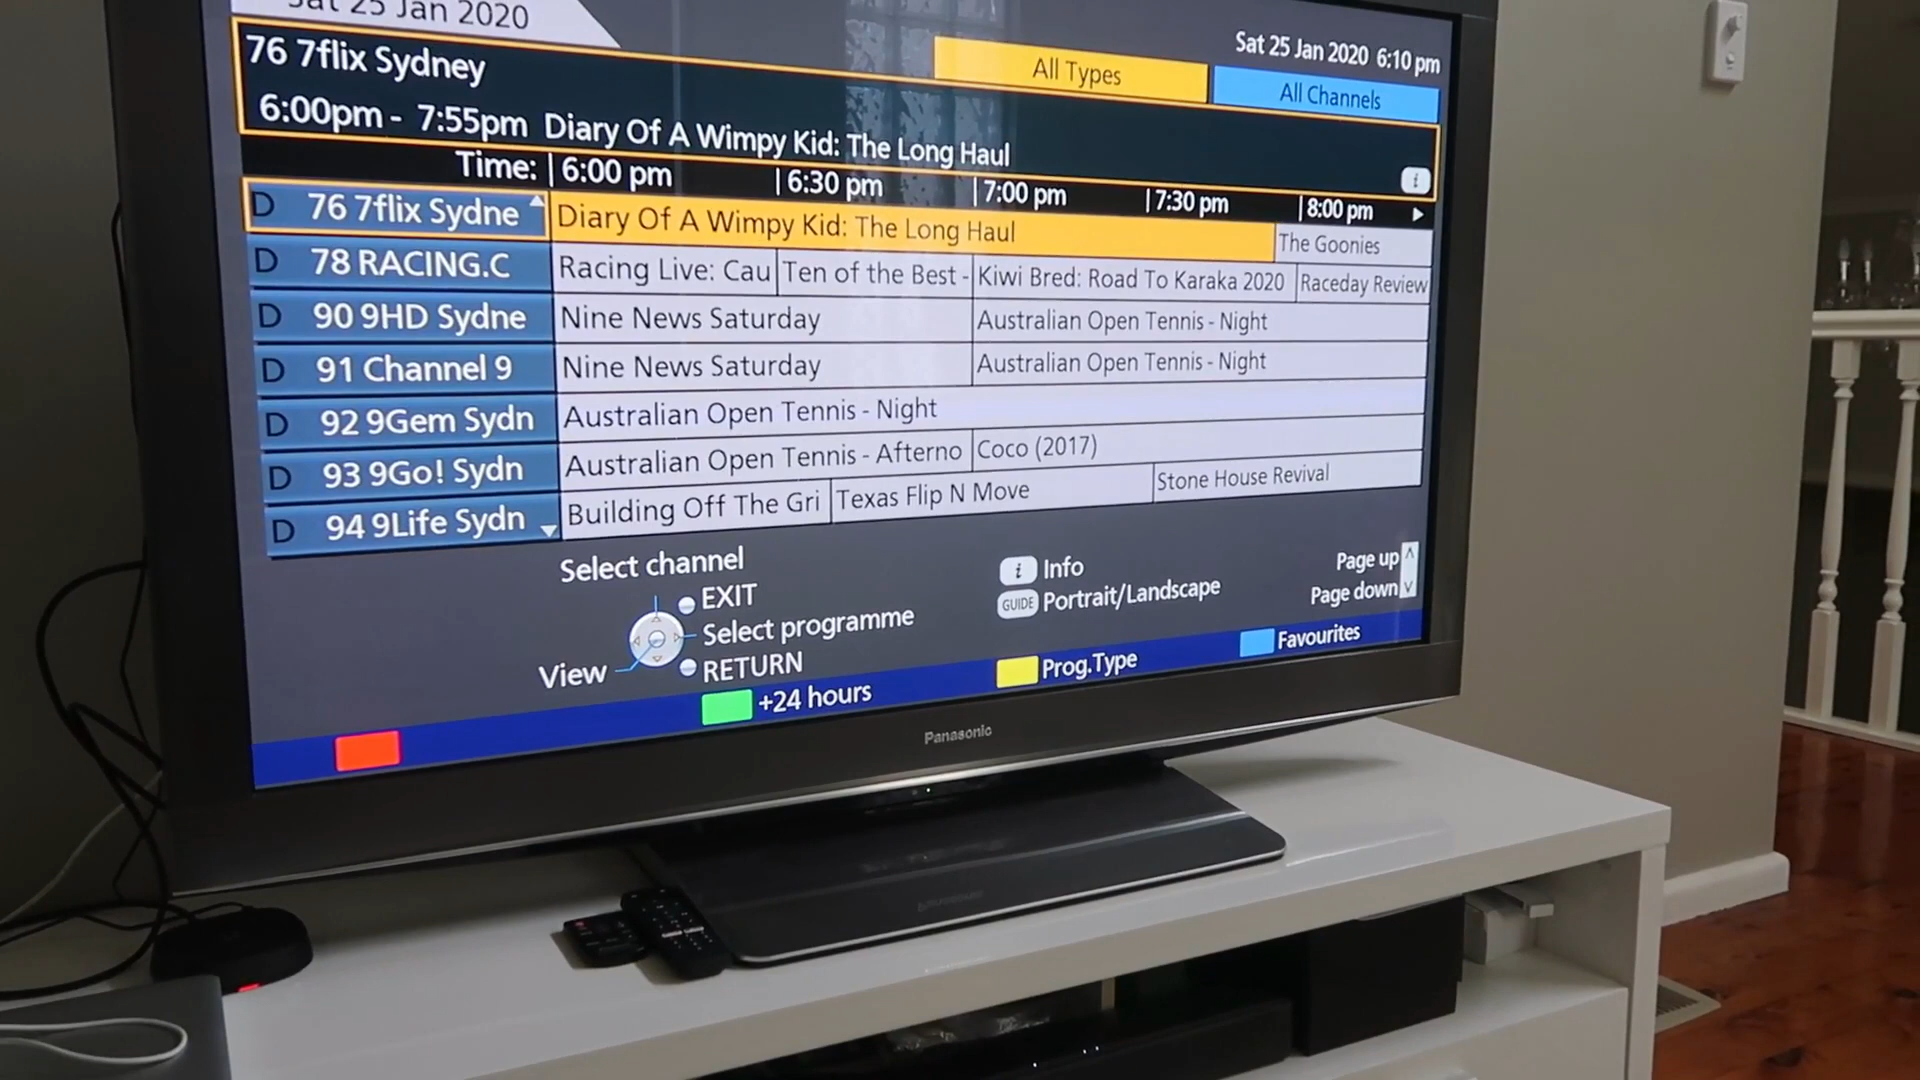 Sat 25 Jan 2020
Sat 25 Jan 2020 6:10 pm
76 7flix Sydney
All Types
All Channels
6:00pm - 7:55pm Diary Of A Wimpy Kid: The Long Haul
i
Time: 6:00 pm 6:30 pm 7:00 pm 7:30 pm 8:00 pm
D 76 7flix Sydne Diary Of A Wimpy Kid: The Long Haul The Goonies
D 78 RACING.C Racing Live: Cau Ten of the Best - Kiwi Bred: Road To Karaka 2020 Raceday Review
D 90 9HD Sydne Nine News Saturday Australian Open Tennis - Night
D 91 Channel 9 Nine News Saturday Australian Open Tennis - Night
D 92 9Gem Sydn Australian Open Tennis - Night
D 93 9Go! Sydn Australian Open Tennis - Afterno Coco (2017)
D 94 9Life Sydn Building Off The Gri Texas Flip N Move Stone House Revival
Select channel
EXIT
Select programme
View
RETURN
i Info
GUIDE Portrait/Landscape
Page up
Page down
+24 hours
Prog.Type
Favourites
Panasonic